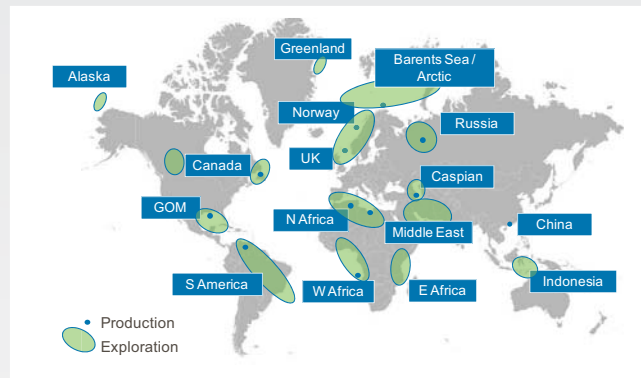 Greenland
Barents Sea /
Arctic
Alaska
Norway
Russia
Canada
UK
Caspian
GOM
N Africa
China
Middle East
S America
W Africa
E Africa
Indonesia
Production
Exploration